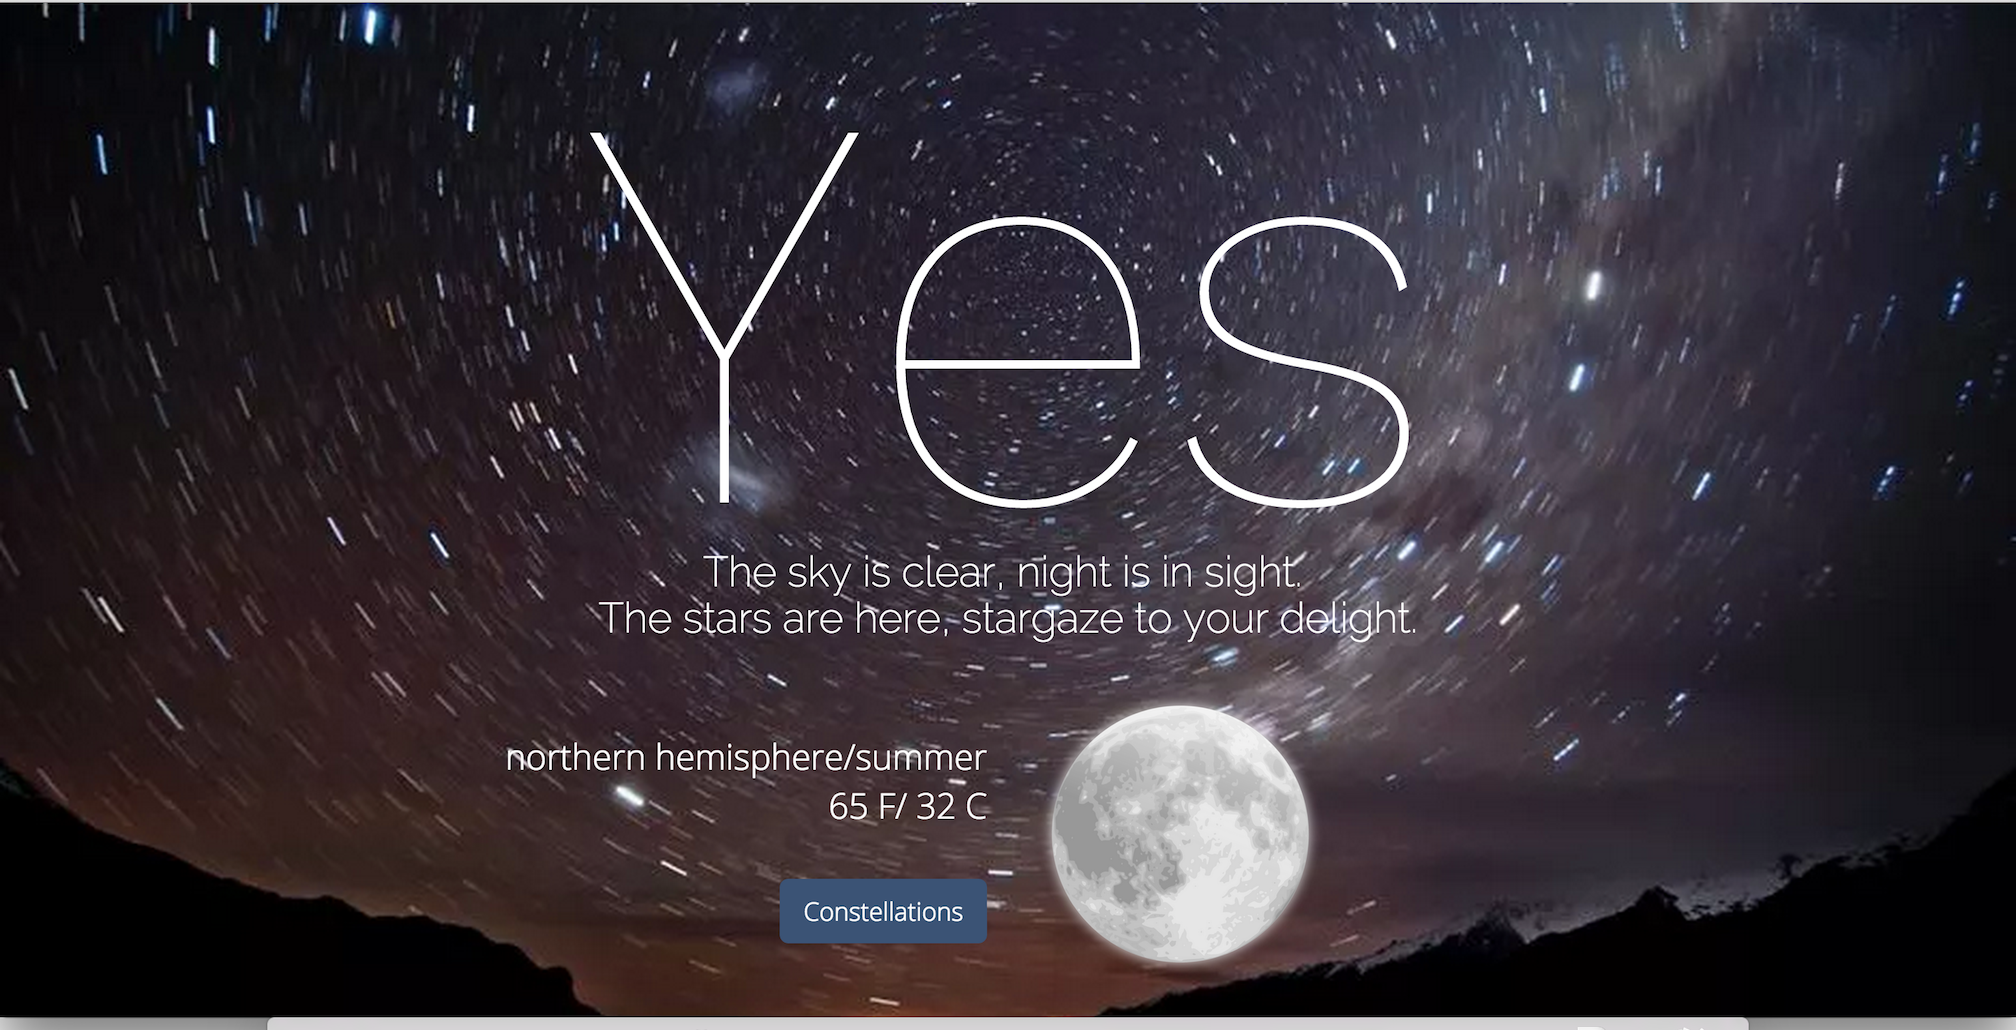 Yes
The sky is clear, night is in sight.
The stars are here, stargaze to your delight.
northern hemisphere/summer
65 F/ 32 C
Constellations